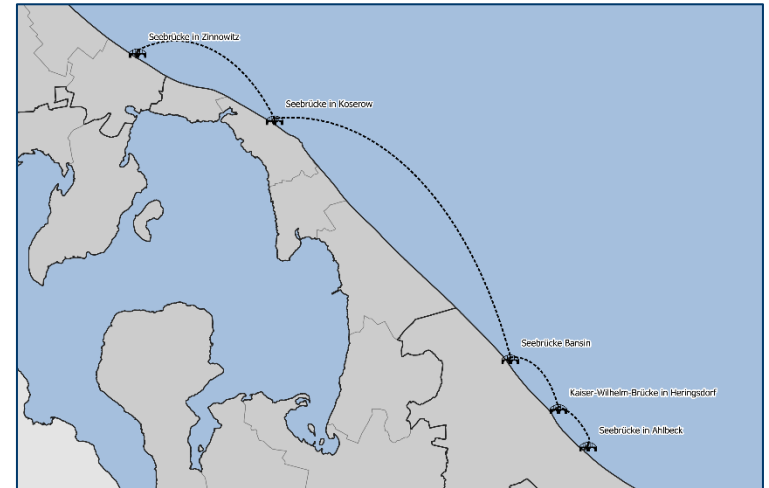 Seebrücke in Zinnowitz
Seebrücke in Koserow
Seebrücke Bansin
Kaiser-Wilhelm-Brücke in Heringsdorf
Seebrücke in Ahlbeck